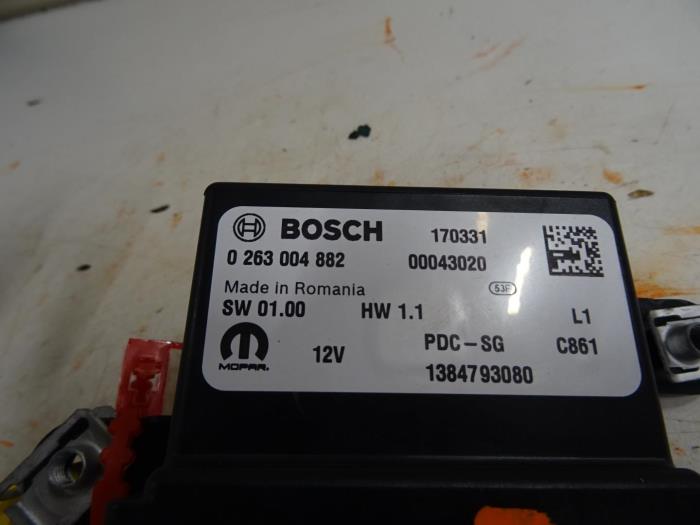 BOSCH 170331
0 263 004 882 00043020
Made in Romania 53F
SW 01.00 HW 1.1 L1
MOPAR. 12V PDC-SG C861
1384793080